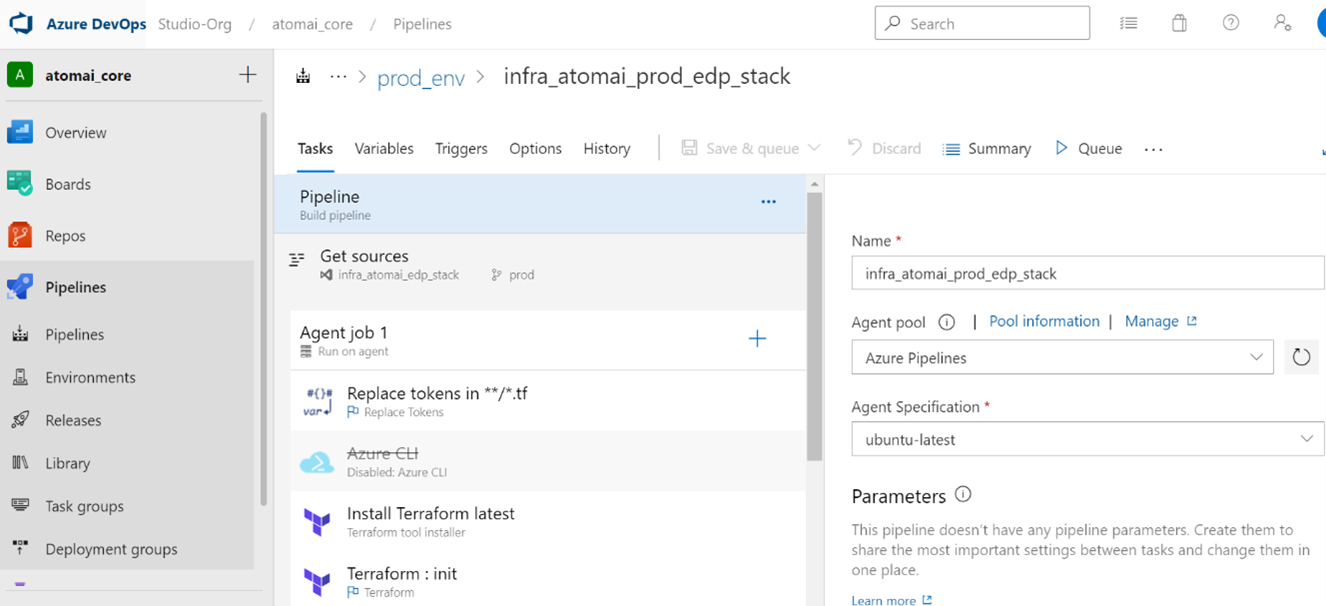 Azure DevOps Studio-Org / atomai_core / Pipelines Search
A atomai_core
··· > prod_env > infra_atomai_prod_edp_stack
Overview
Boards
Repos
Pipelines
Pipelines
Environments
Releases
Library
Task groups
Deployment groups
Tasks Variables Triggers Options History Save & queue Discard Summary Queue ···
Pipeline
Build pipeline
Get sources
infra_atomai_edp_stack prod
Agent job 1
Run on agent
#{}#
var
Replace tokens in **/*.tf
Replace Tokens
Azure CLI
Disabled: Azure CLI
Install Terraform latest
Terraform tool installer
Terraform : init
Terraform
Name *
infra_atomai_prod_edp_stack
Agent pool | Pool information | Manage
Azure Pipelines
Agent Specification *
ubuntu-latest
Parameters
This pipeline doesn't have any pipeline parameters. Create them to
share the most important settings between tasks and change them in
one place.
Learn more